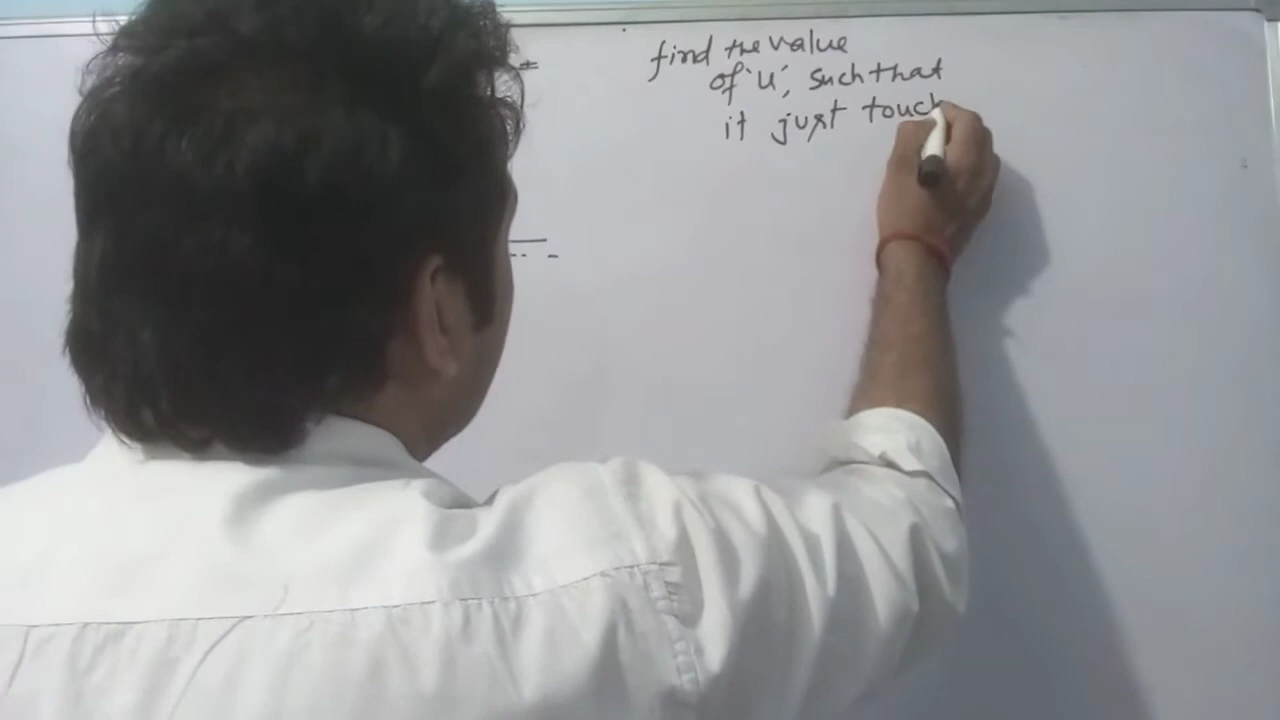 find the value
of 'u', such that
it just touch